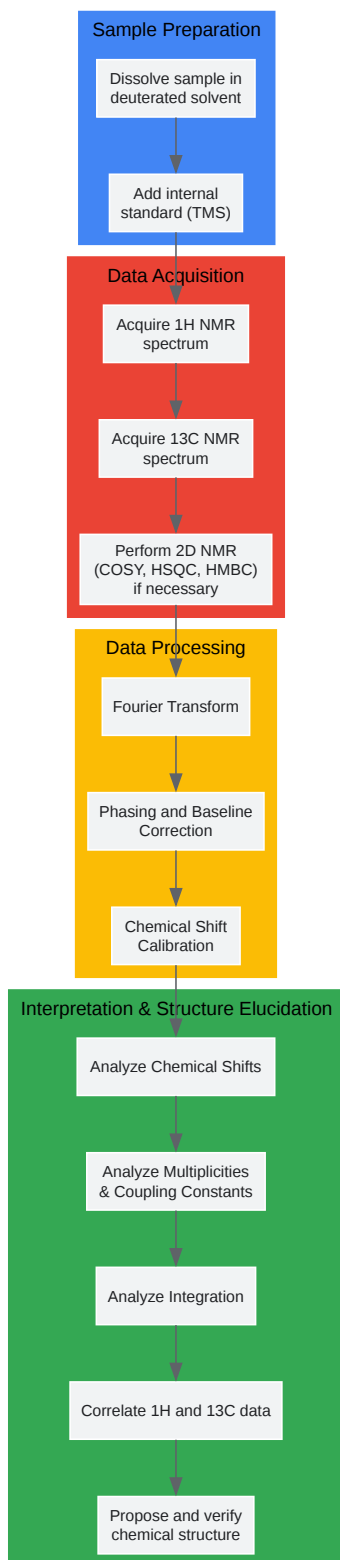 Sample Preparation
Dissolve sample in
deuterated solvent
Add internal
standard (TMS)
Data Acquisition
Acquire 1H NMR
spectrum
Acquire 13C NMR
spectrum
Perform 2D NMR
(COSY, HSQC, HMBC)
if necessary
Data Processing
Fourier Transform
Phasing and Baseline
Correction
Chemical Shift
Calibration
Interpretation & Structure Elucidation
Analyze Chemical Shifts
Analyze Multiplicities
& Coupling Constants
Analyze Integration
Correlate 1H and 13C data
Propose and verify
chemical structure